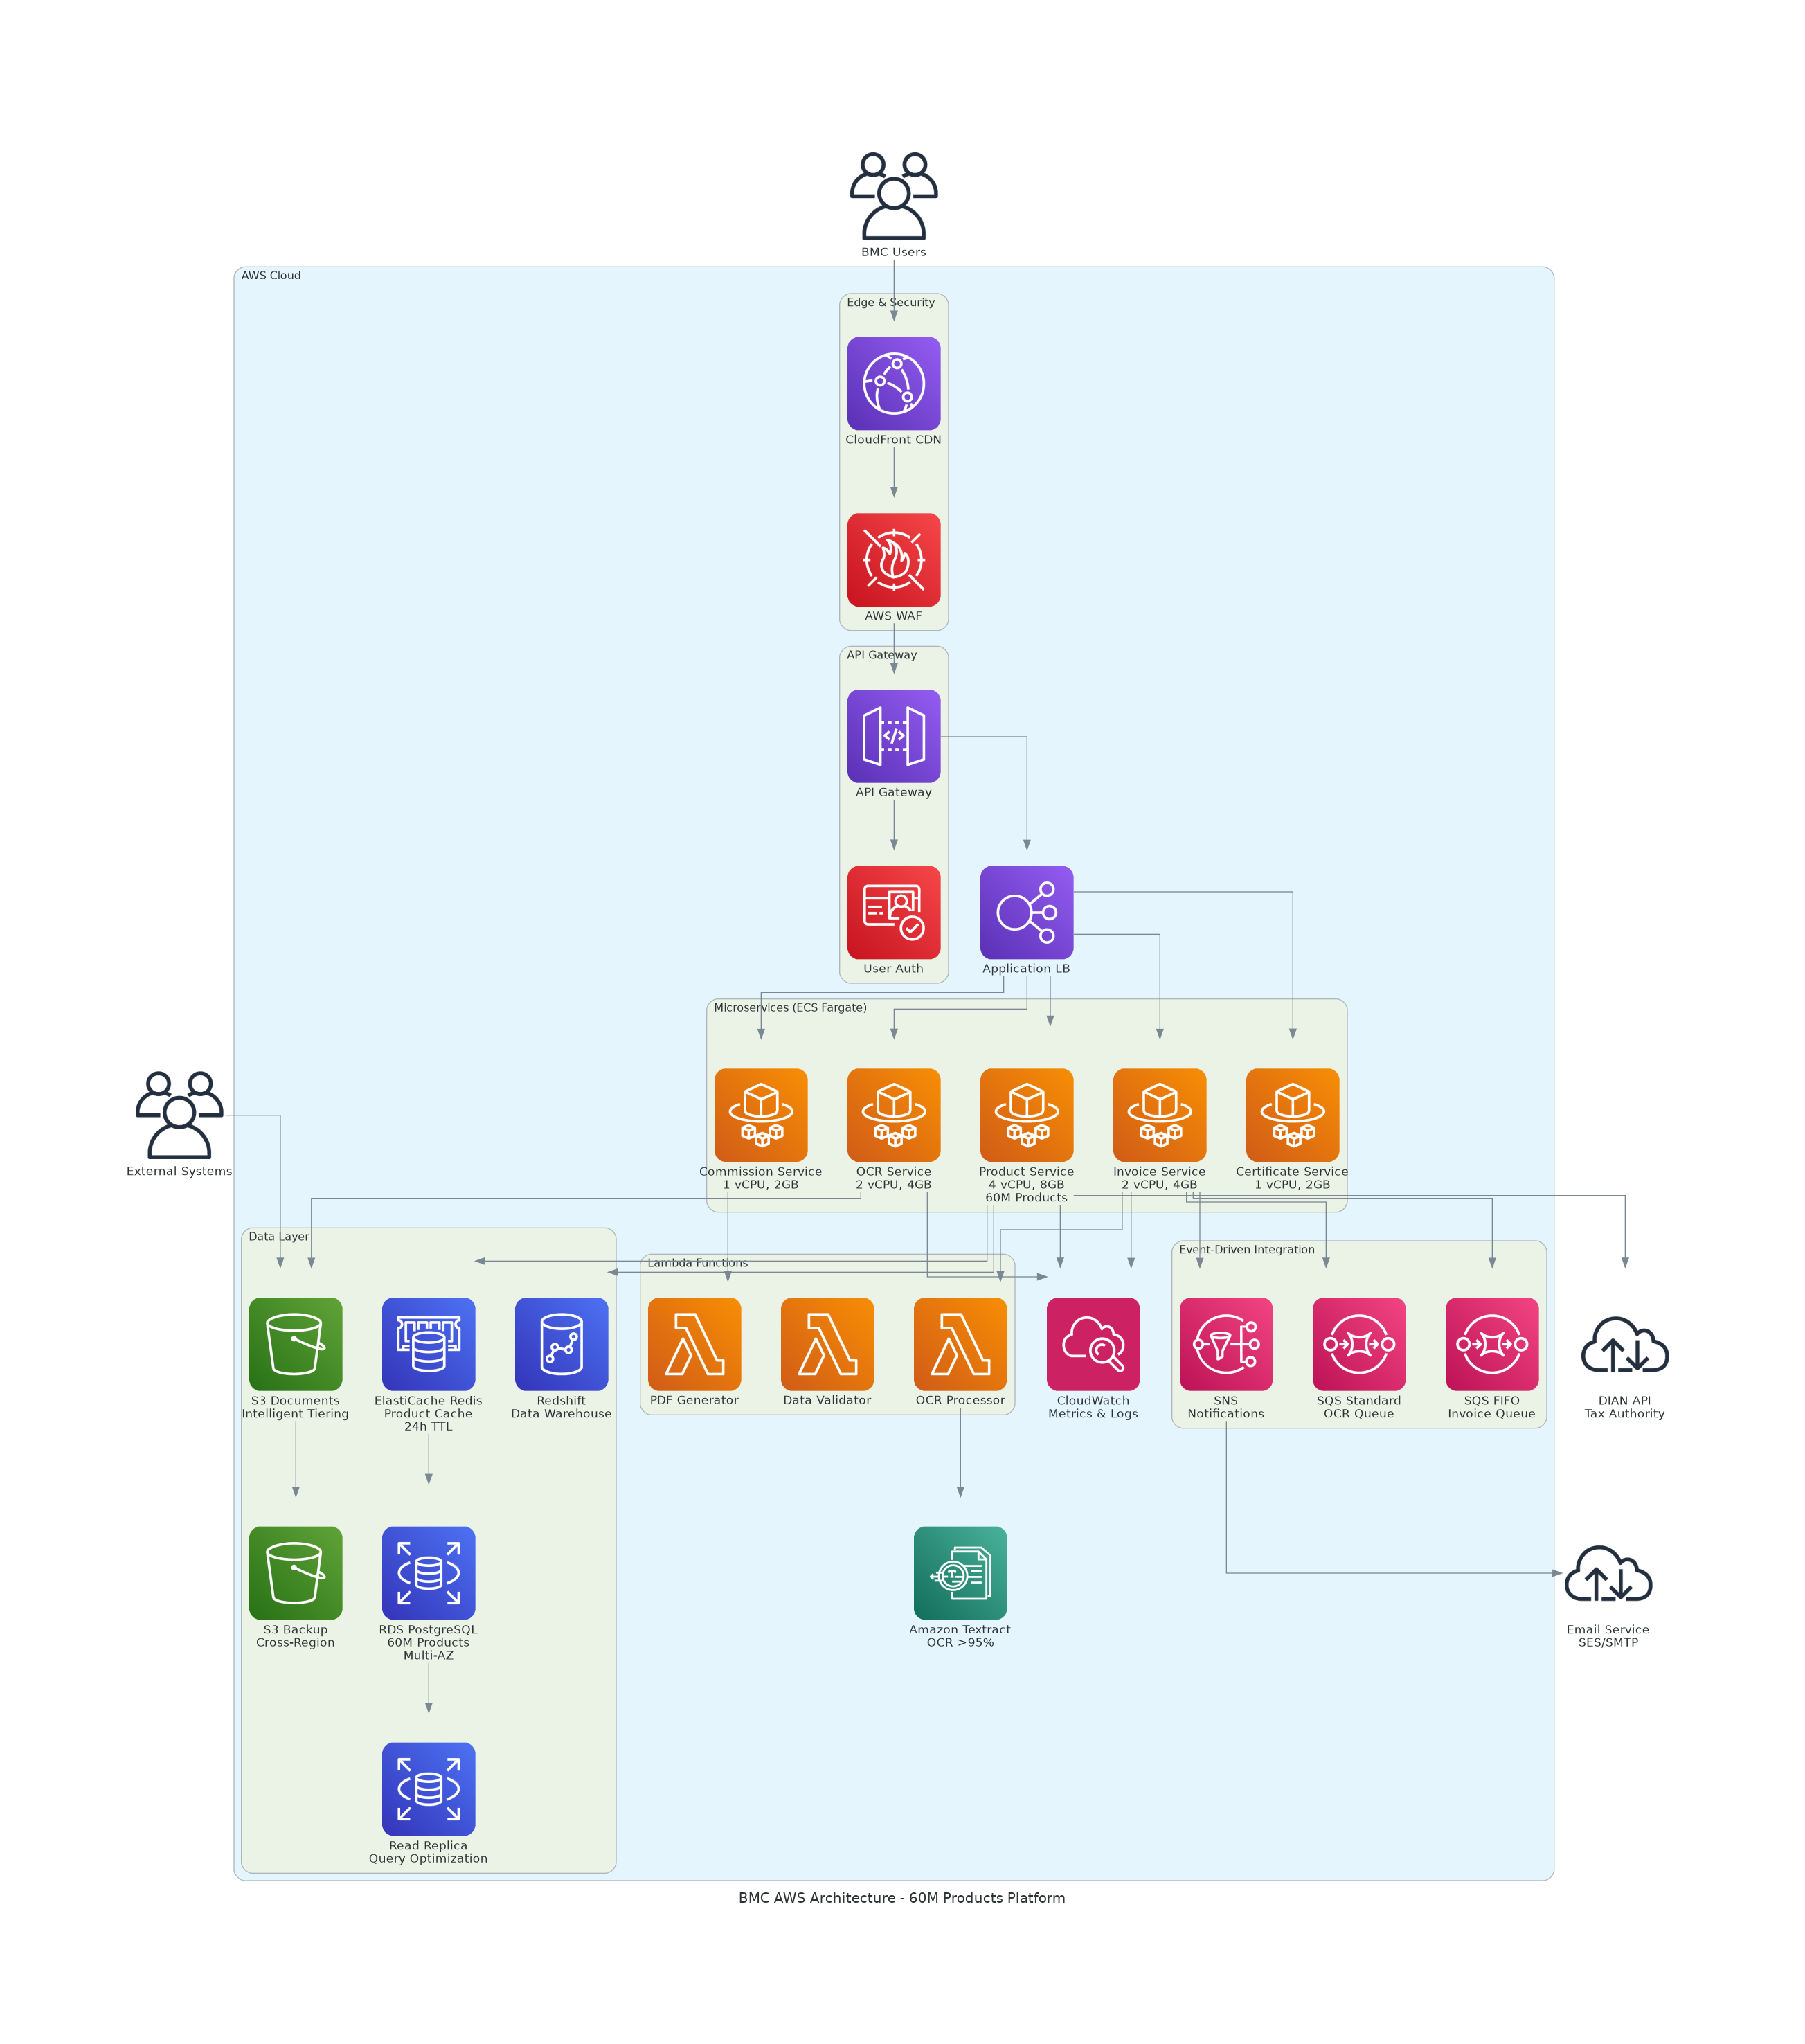 BMC Users
AWS Cloud
Edge & Security
CloudFront CDN
AWS WAF
API Gateway
API Gateway
User Auth
Application LB
Microservices (ECS Fargate)
External Systems
Commission Service
1 vCPU, 2GB
OCR Service
2 vCPU, 4GB
Product Service
4 vCPU, 8GB
60M Products
Invoice Service
2 vCPU, 4GB
Certificate Service
1 vCPU, 2GB
Data Layer
S3 Documents
Intelligent Tiering
ElastiCache Redis
Product Cache
24h TTL
Redshift
Data Warehouse
Lambda Functions
PDF Generator
Data Validator
OCR Processor
CloudWatch
Metrics & Logs
Event-Driven Integration
SNS
Notifications
SQS Standard
OCR Queue
SQS FIFO
Invoice Queue
DIAN API
Tax Authority
S3 Backup
Cross-Region
RDS PostgreSQL
60M Products
Multi-AZ
Amazon Textract
OCR >95%
Email Service
SES/SMTP
Read Replica
Query Optimization
BMC AWS Architecture - 60M Products Platform